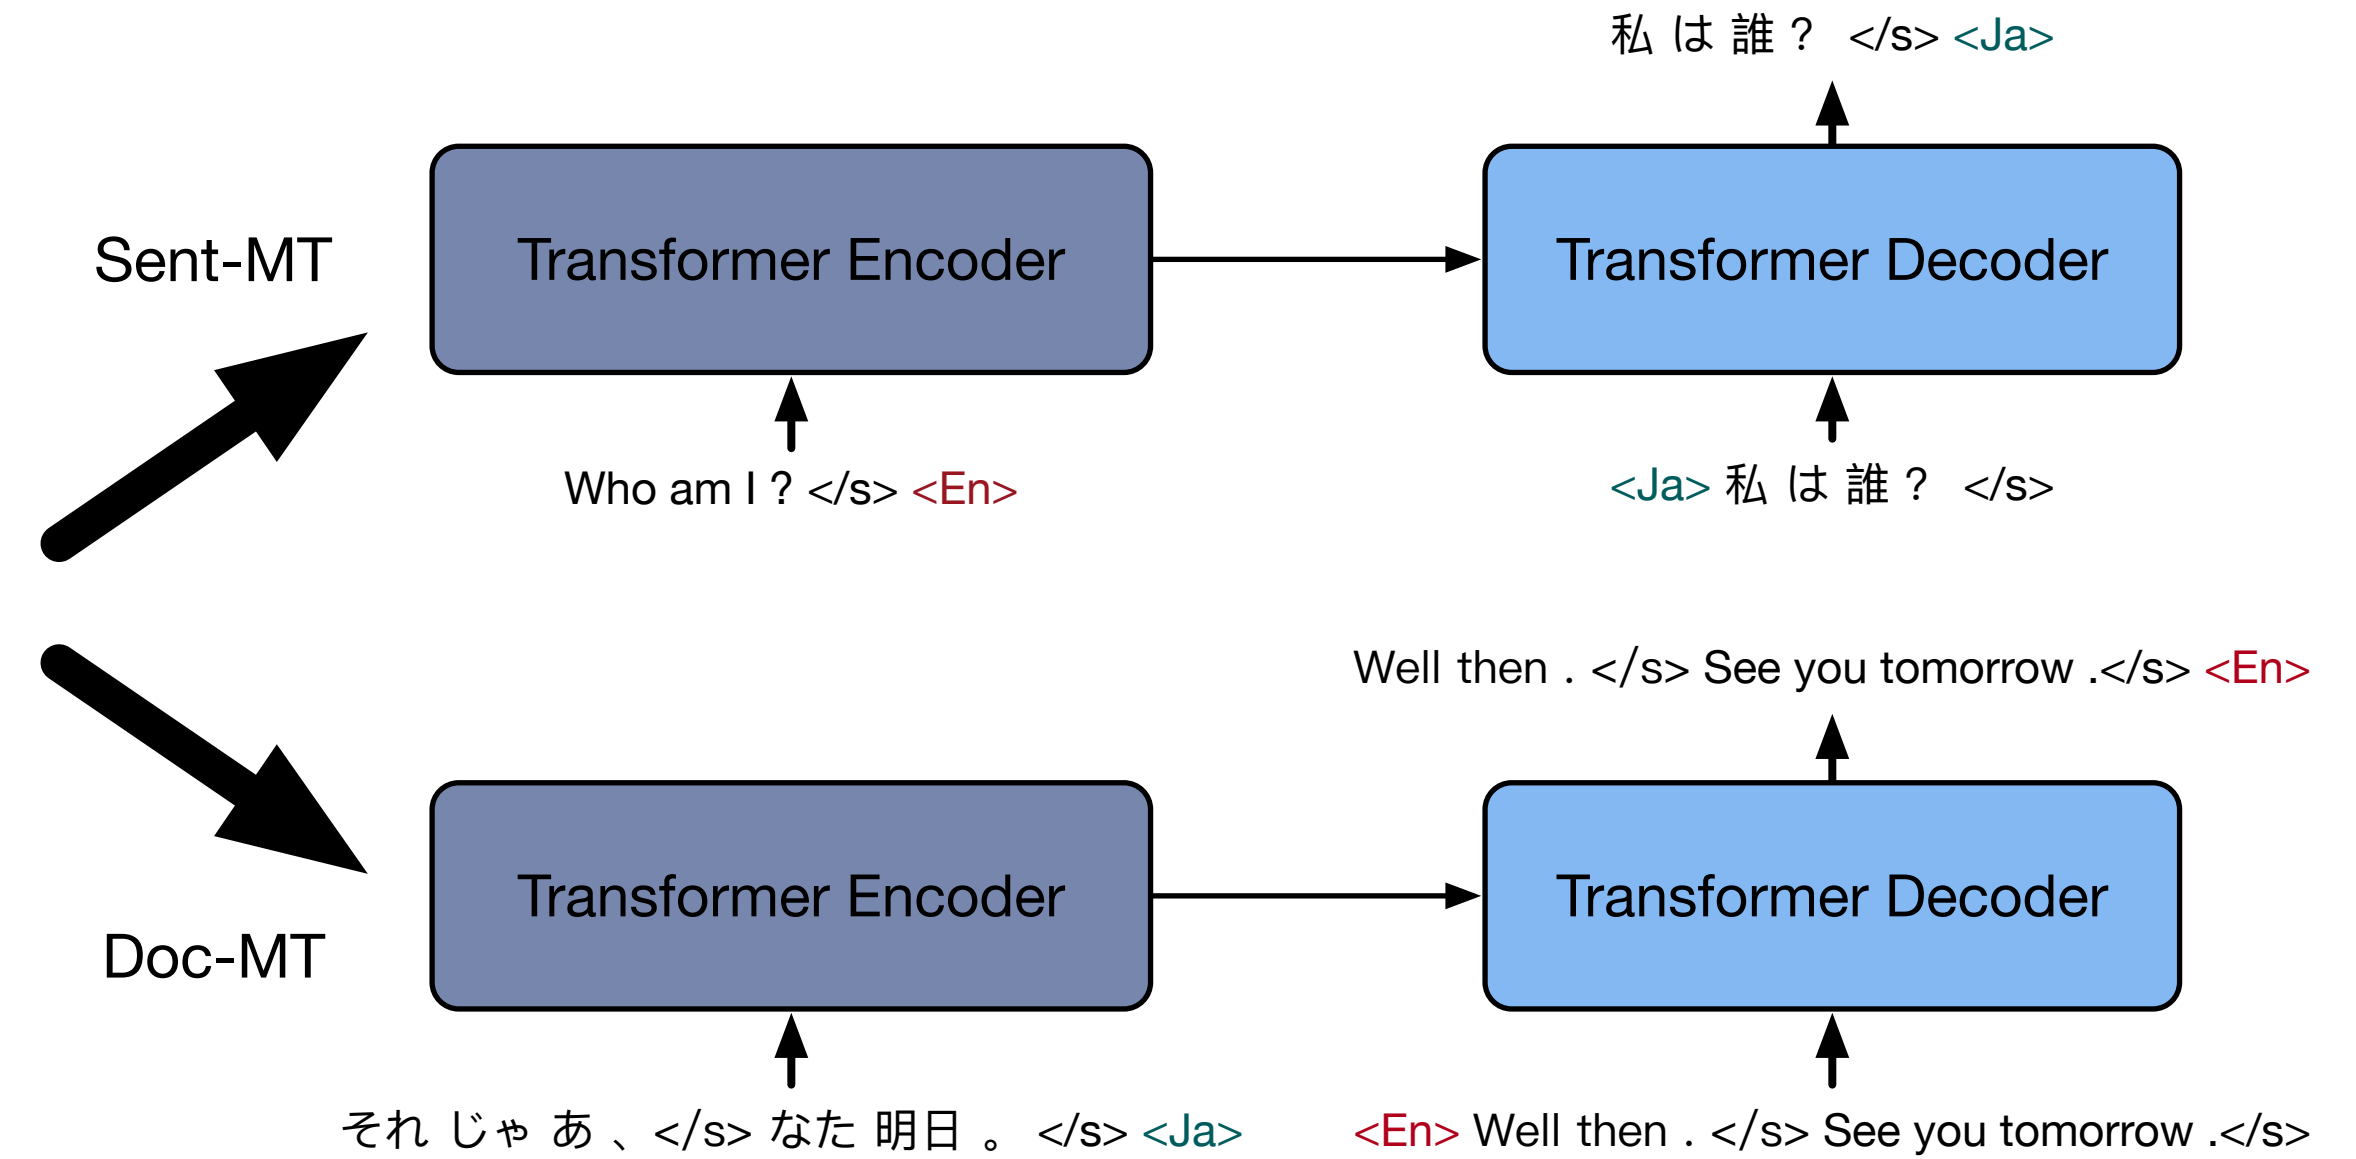 私 は 誰 ? </s> <Ja>
Sent-MT
Transformer Encoder
Transformer Decoder
Who am I ? </s> <En>
<Ja> 私 は 誰 ? </s>
Well then . </s> See you tomorrow .</s> <En>
Doc-MT
Transformer Encoder
Transformer Decoder
それ じゃ あ 、</s> なた 明日 。 </s> <Ja>
<En> Well then . </s> See you tomorrow .</s>